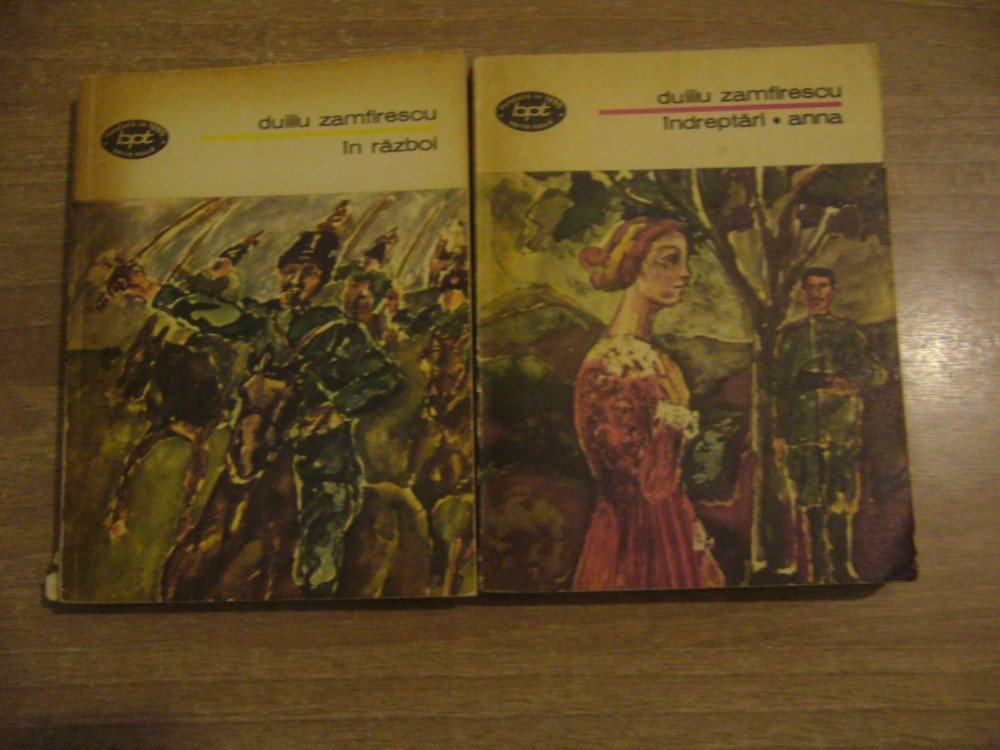 bpt
duiliu zamfirescu
în război
bpt
duiliu zamfirescu
îndreptări • anna